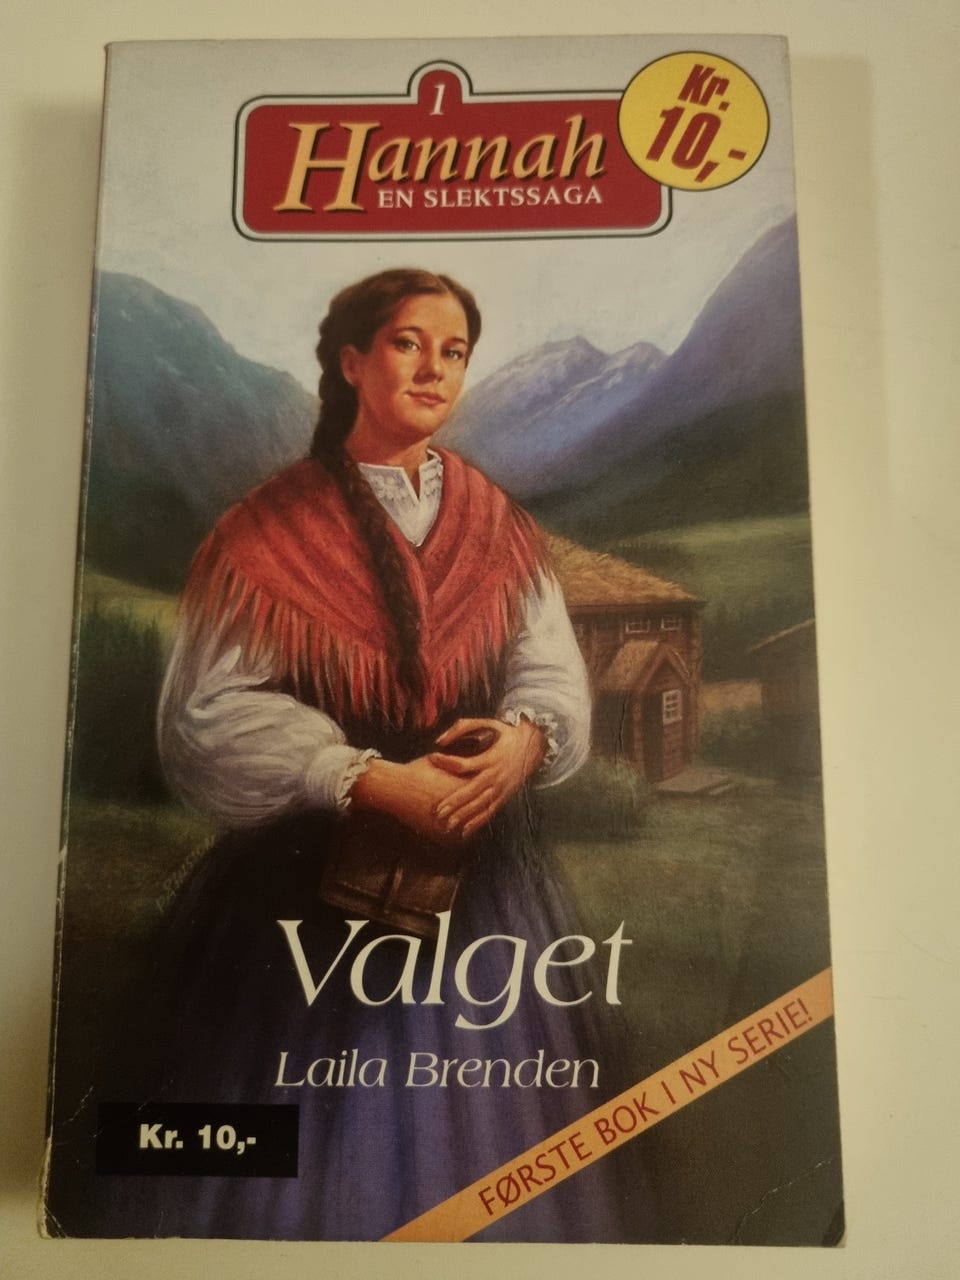 1
Hannah
EN SLEKTSSAGA
Kr.
10,-
Valget
Laila Brenden
Kr. 10,-
FØRSTE BOK I NY SERIE!